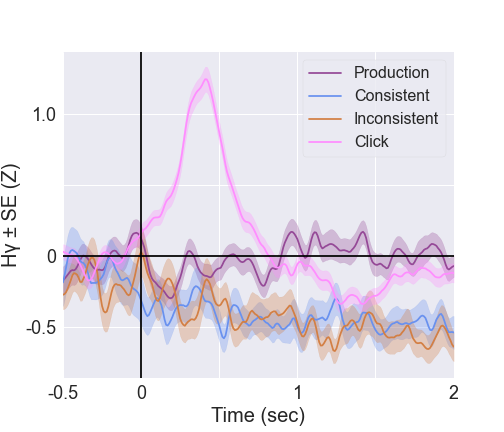 Production
Consistent
Inconsistent
Click
1.0
0
-0.5
Hγ ± SE (Z)
-0.5
0
1
2
Time (sec)